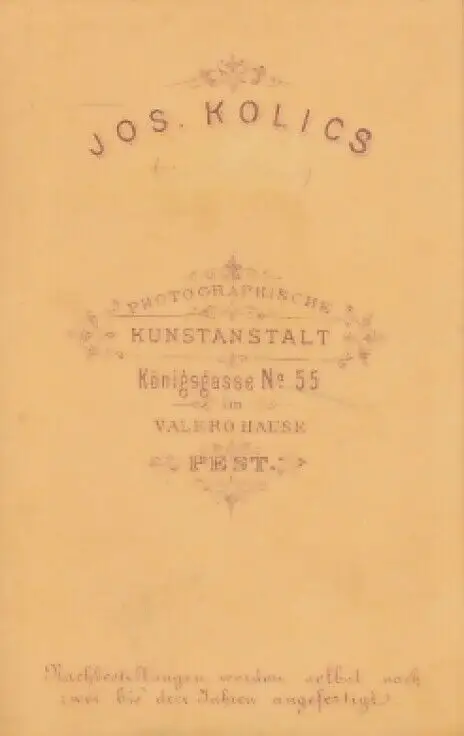 JOS. KOLICS
PHOTOGRAPHISCHE
KUNSTANSTALT
Königsgasse No. 55
im
VALERO HAUSE
PEST.
Nachbestellungen werden selbst nach
zwei bis drei Jahren angefertigt.